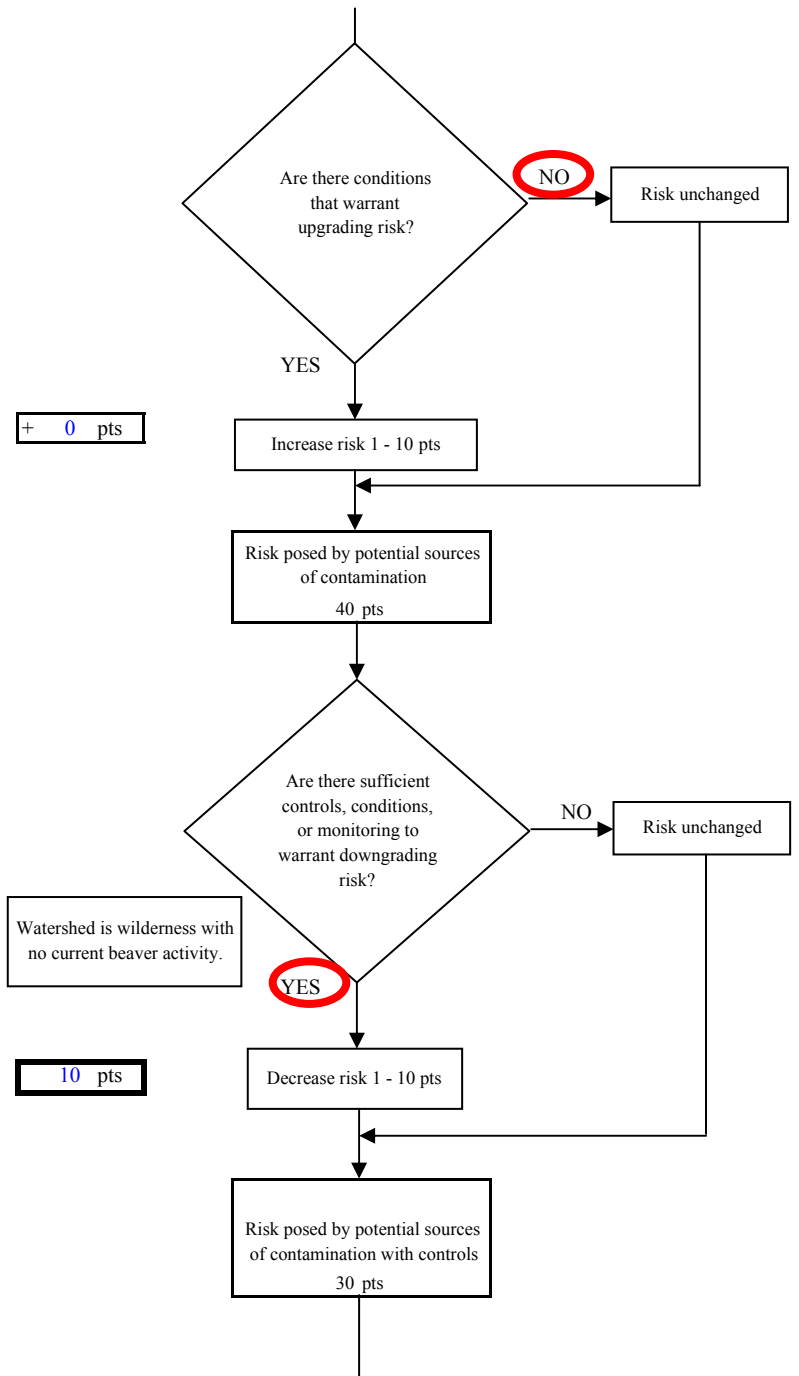 Are there conditions
that warrant
upgrading risk?
NO
Risk unchanged
YES
+ 0 pts
Increase risk 1 - 10 pts
Risk posed by potential sources
of contamination
40 pts
Are there sufficient
controls, conditions,
or monitoring to
warrant downgrading
risk?
NO
Risk unchanged
Watershed is wilderness with
no current beaver activity.
YES
10 pts
Decrease risk 1 - 10 pts
Risk posed by potential sources
of contamination with controls
30 pts